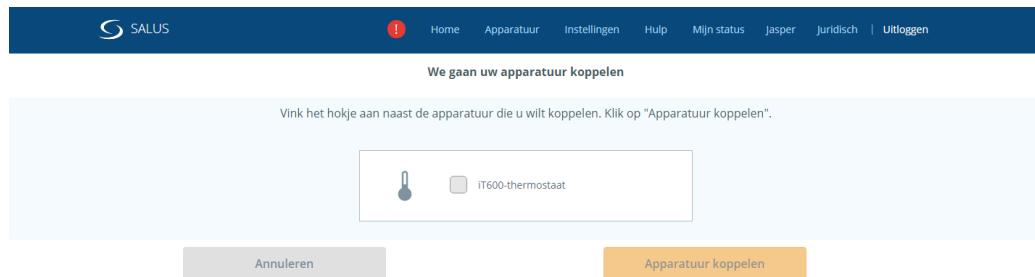 SALUS ! Home Apparatuur Instellingen Hulp Mijn status Jasper Juridisch | Uitloggen
We gaan uw apparatuur koppelen
Vink het hokje aan naast de apparatuur die u wilt koppelen. Klik op "Apparatuur koppelen".
iT600-thermostaat
Annuleren Apparatuur koppelen